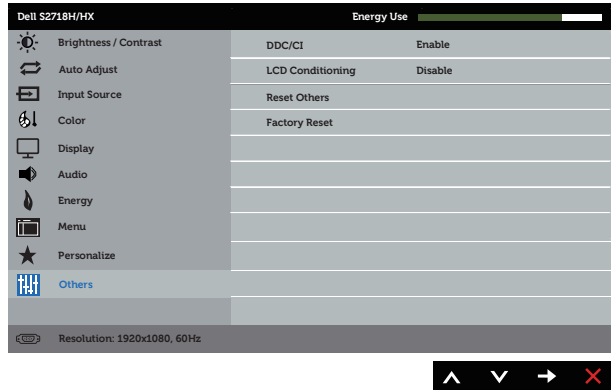 Dell S2718H/HX Energy Use
Brightness / Contrast DDC/CI Enable
Auto Adjust LCD Conditioning Disable
Input Source Reset Others
Color Factory Reset
Display
Audio
Energy
Menu
Personalize
Others
Resolution: 1920x1080, 60Hz